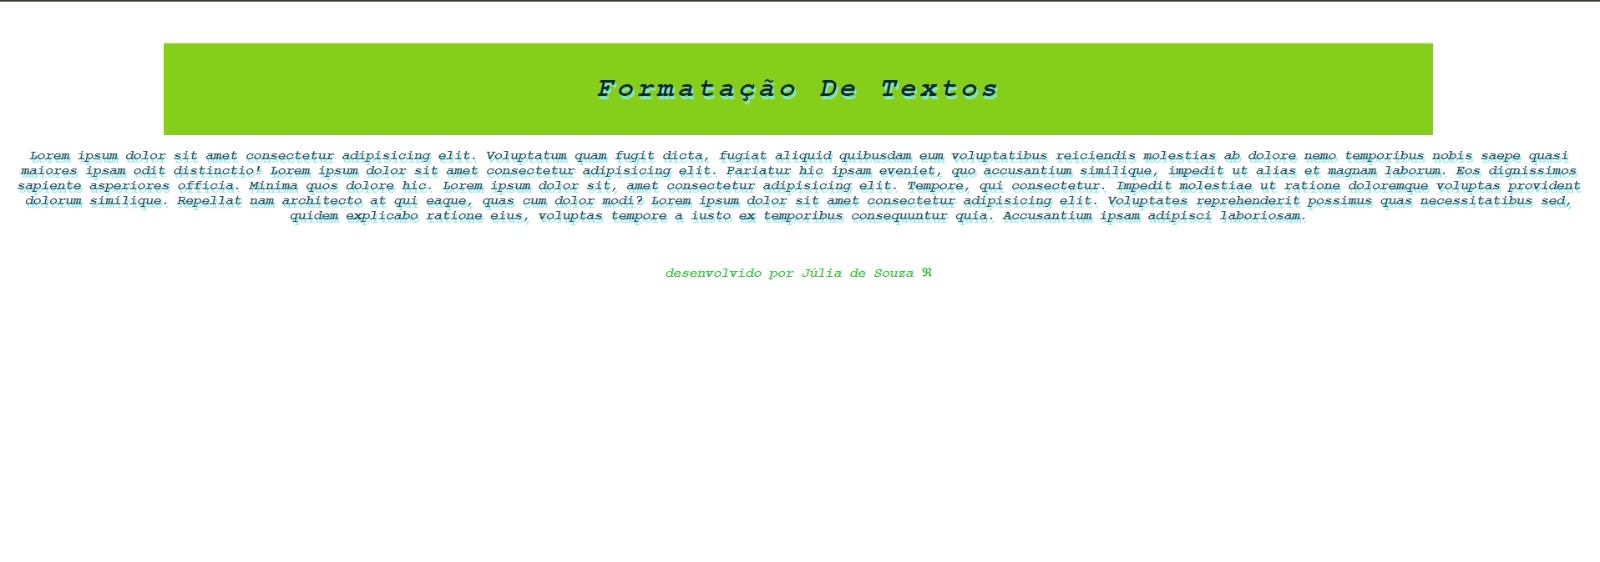 Formatação De Textos
Lorem ipsum dolor sit amet consectetur adipisicing elit. Voluptatum quam fugit dicta, fugiat aliquid quibusdam eum voluptatibus reiciendis molestias ab dolore nemo temporibus nobis saepe quasi
maiores ipsam odit distinctio! Lorem ipsum dolor sit amet consectetur adipisicing elit. Pariatur hic ipsam eveniet, quo accusantium similique, impedit ut alias et magnam laborum. Eos dignissimos
sapiente asperiores officia. Minima quos dolore hic. Lorem ipsum dolor sit, amet consectetur adipisicing elit. Tempore, qui consectetur. Impedit molestiae ut ratione doloremque voluptas provident
dolorum similique. Repellat nam architecto at qui eaque, quas cum dolor modi? Lorem ipsum dolor sit amet consectetur adipisicing elit. Voluptates reprehenderit possimus quas necessitatibus sed,
quidem explicabo ratione eius, voluptas tempore a iusto ex temporibus consequuntur quia. Accusantium ipsam adipisci laboriosam.
desenvolvido por Júlia de Souza ℜ